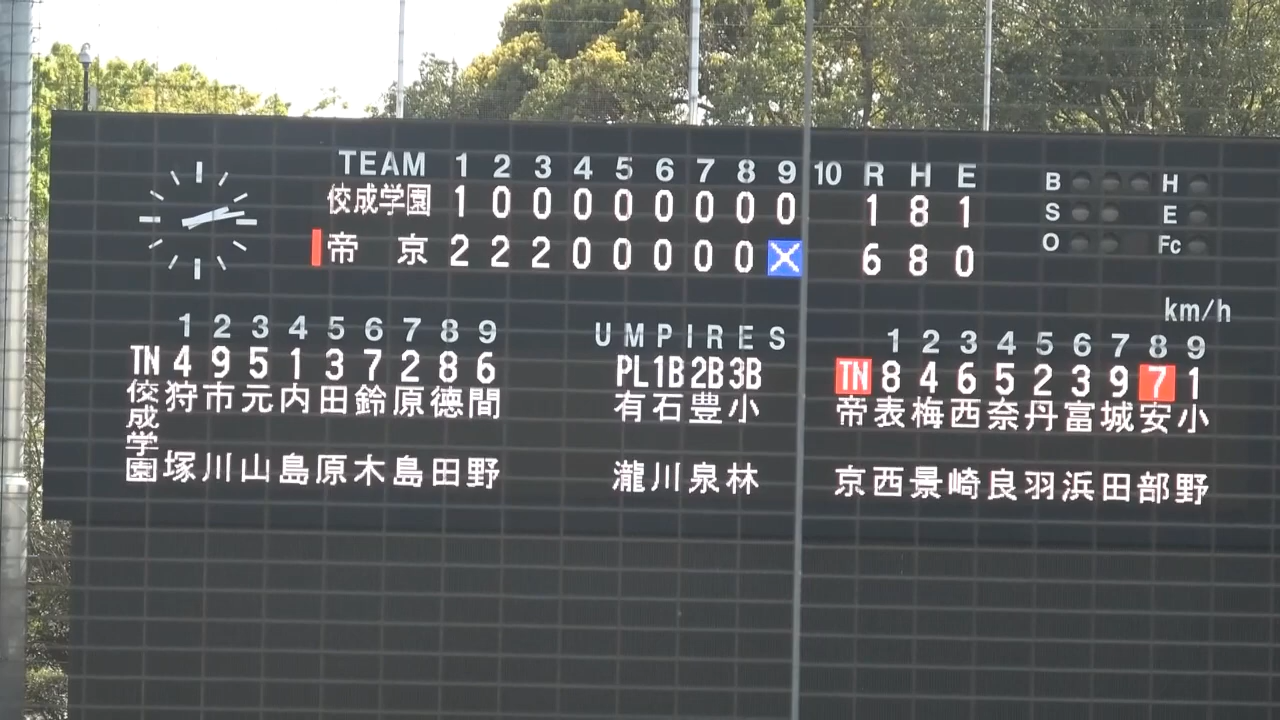 TEAM 1 2 3 4 5 6 7 8 9 10 R H E
佼成学園 1 0 0 0 0 0 0 0 0 1 8 1
帝京 2 2 2 0 0 0 0 0 X 6 8 0
B H
S E
O Fc
km/h
1 2 3 4 5 6 7 8 9
TN 4 9 5 1 3 7 2 8 6
佼成学園 狩塚 市川 元山 内島 田原 鈴木 原島 德田 間野
UMPIRES
PL 1B 2B 3B
有瀧 石川 豊泉 小林
1 2 3 4 5 6 7 8 9
TN 8 4 6 5 2 3 9 7 1
帝京 表西 梅景 西崎 奈良 丹羽 富浜 城田 安部 小野